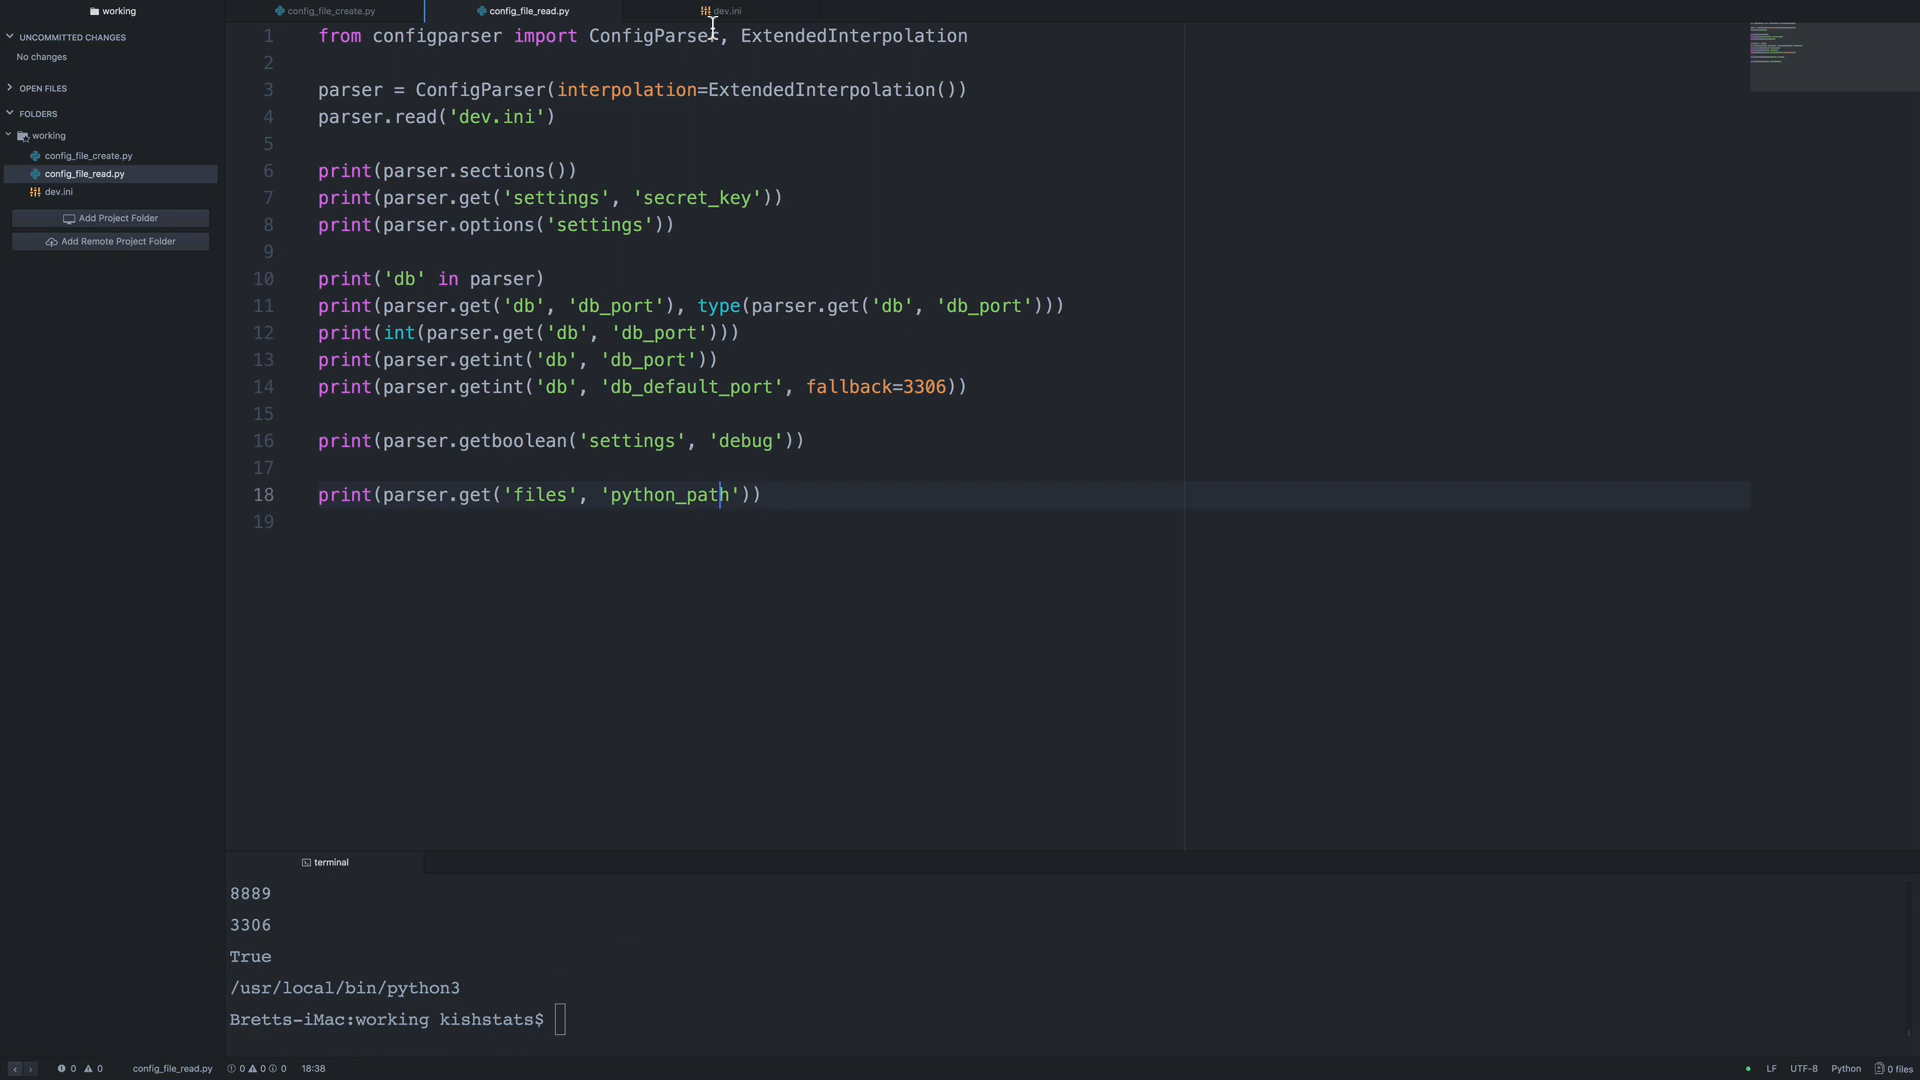 working
UNCOMMITTED CHANGES
No changes
OPEN FILES
FOLDERS
working
config_file_create.py
config_file_read.py
dev.ini
Add Project Folder
Add Remote Project Folder
config_file_create.py
config_file_read.py
dev.ini
1 from configparser import ConfigParser, ExtendedInterpolation
2
3 parser = ConfigParser(interpolation=ExtendedInterpolation())
4 parser.read('dev.ini')
5
6 print(parser.sections())
7 print(parser.get('settings', 'secret_key'))
8 print(parser.options('settings'))
9
10 print('db' in parser)
11 print(parser.get('db', 'db_port'), type(parser.get('db', 'db_port')))
12 print(int(parser.get('db', 'db_port')))
13 print(parser.getint('db', 'db_port'))
14 print(parser.getint('db', 'db_default_port', fallback=3306))
15
16 print(parser.getboolean('settings', 'debug'))
17
18 print(parser.get('files', 'python_path'))
19
terminal
8889
3306
True
/usr/local/bin/python3
Bretts-iMac:working kishstats$
0 0 config_file_read.py 0 0 0 18:38 LF UTF-8 Python 0 files